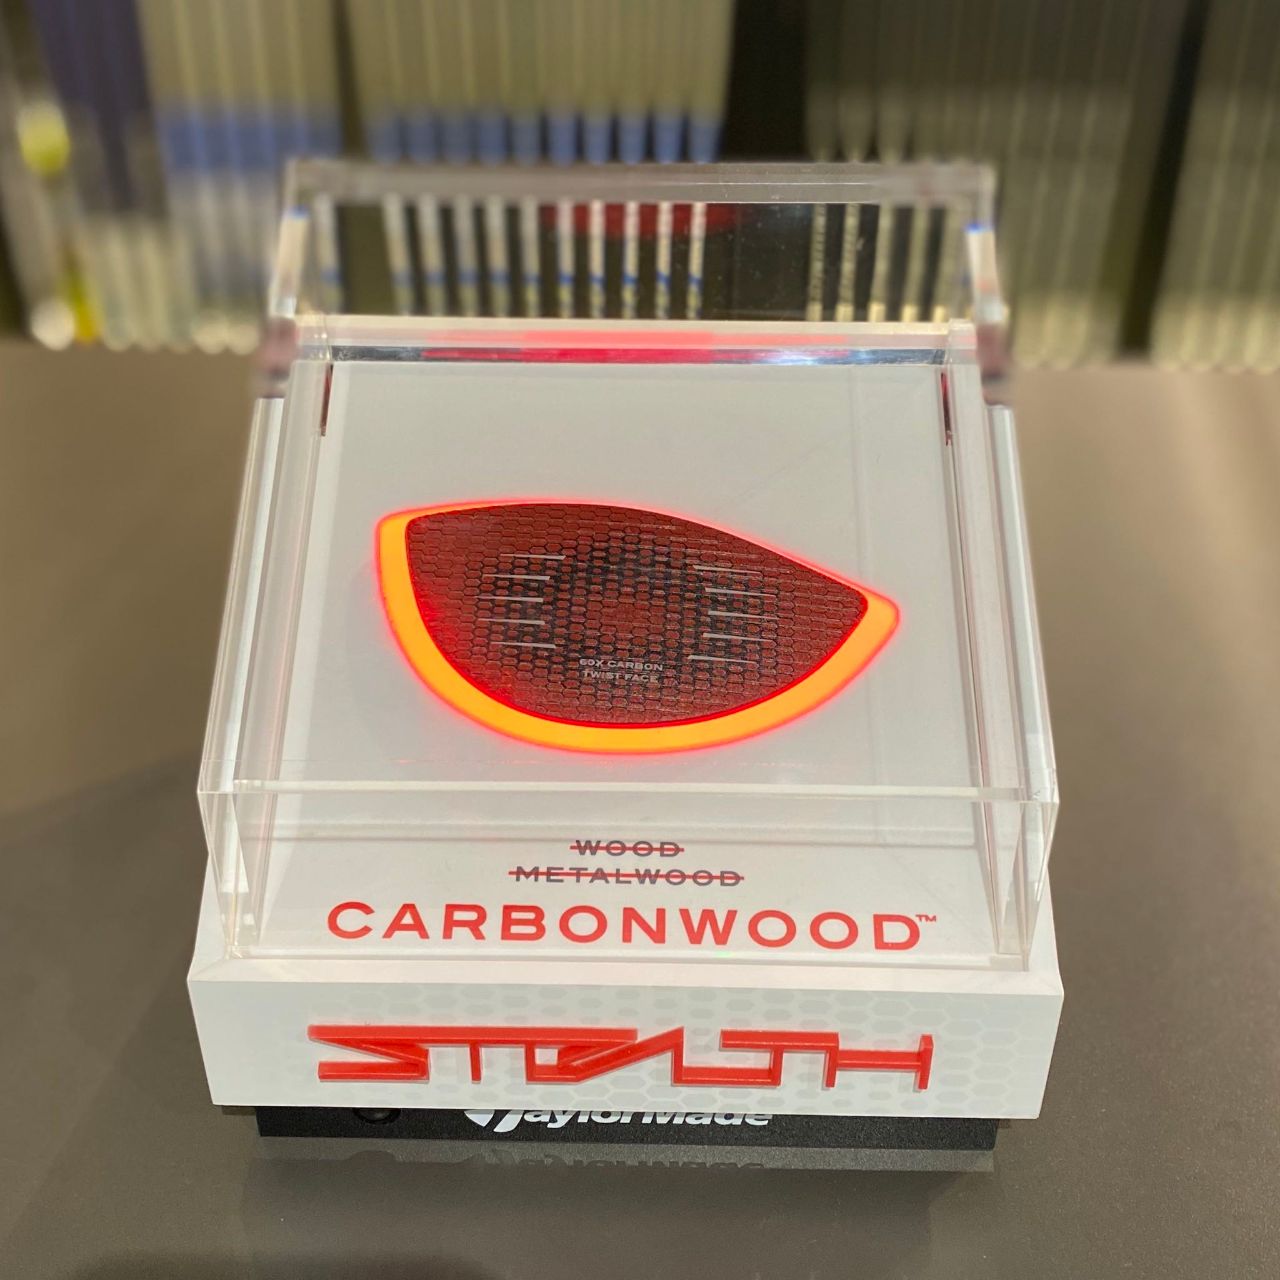 60X CARBON
TWIST FACE
WOOD
METALWOOD
CARBONWOOD™
STEALTH
TaylorMade